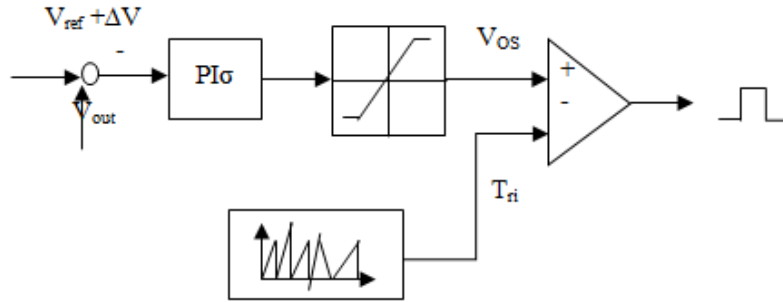 V_ref +ΔV
-
V_out
PIσ
V_OS
+
-
T_ri